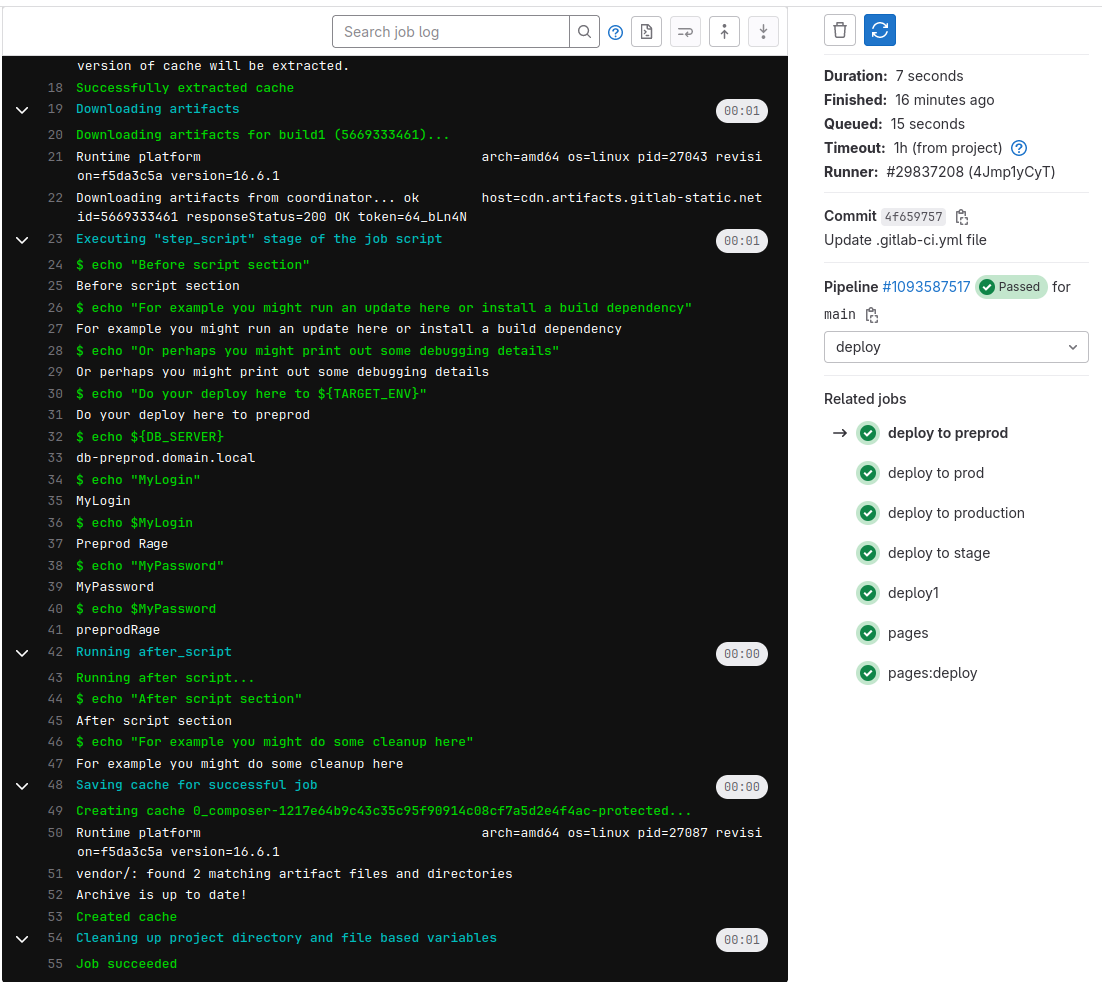 Search job log
version of cache will be extracted.
18 Successfully extracted cache
19 Downloading artifacts 00:01
20 Downloading artifacts for build1 (5669333461)...
21 Runtime platform arch=amd64 os=linux pid=27043 revisi
on=f5da3c5a version=16.6.1
22 Downloading artifacts from coordinator... ok host=cdn.artifacts.gitlab-static.net
id=5669333461 responseStatus=200 OK token=64_bLn4N
23 Executing "step_script" stage of the job script 00:01
24 $ echo "Before script section"
25 Before script section
26 $ echo "For example you might run an update here or install a build dependency"
27 For example you might run an update here or install a build dependency
28 $ echo "Or perhaps you might print out some debugging details"
29 Or perhaps you might print out some debugging details
30 $ echo "Do your deploy here to ${TARGET_ENV}"
31 Do your deploy here to preprod
32 $ echo ${DB_SERVER}
33 db-preprod.domain.local
34 $ echo "MyLogin"
35 MyLogin
36 $ echo $MyLogin
37 Preprod Rage
38 $ echo "MyPassword"
39 MyPassword
40 $ echo $MyPassword
41 preprodRage
42 Running after_script 00:00
43 Running after script...
44 $ echo "After script section"
45 After script section
46 $ echo "For example you might do some cleanup here"
47 For example you might do some cleanup here
48 Saving cache for successful job 00:00
49 Creating cache 0_composer-1217e64b9c43c35c95f90914c08cf7a5d2e4f4ac-protected...
50 Runtime platform arch=amd64 os=linux pid=27087 revisi
on=f5da3c5a version=16.6.1
51 vendor/: found 2 matching artifact files and directories
52 Archive is up to date!
53 Created cache
54 Cleaning up project directory and file based variables 00:01
55 Job succeeded
Duration: 7 seconds
Finished: 16 minutes ago
Queued: 15 seconds
Timeout: 1h (from project)
Runner: #29837208 (4Jmp1yCyT)
Commit 4f659757
Update .gitlab-ci.yml file
Pipeline #1093587517 Passed for
main
deploy
Related jobs
deploy to preprod
deploy to prod
deploy to production
deploy to stage
deploy1
pages
pages:deploy